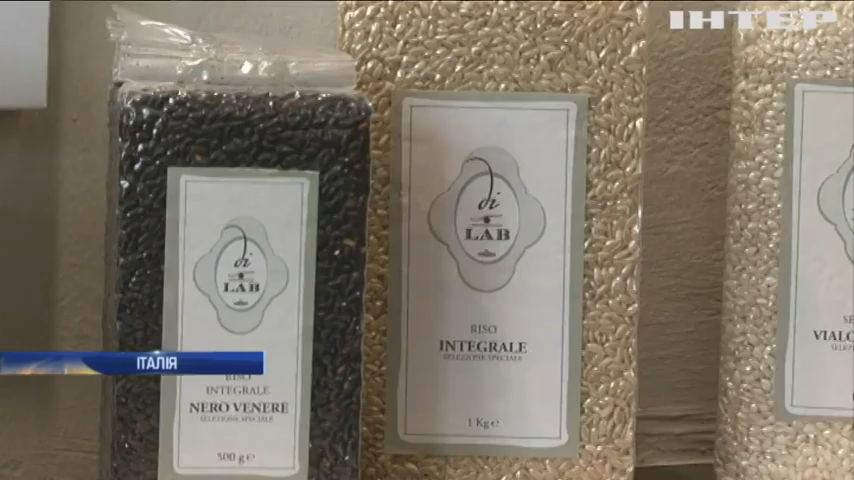 ІНТЕР
di
LAB
RISO
INTEGRALE
NERO VENERE
SELEZIONE SPECIALE
500 g e
di
LAB
RISO
INTEGRALE
SELEZIONE SPECIALE
1 Kg e
ІТАЛІЯ